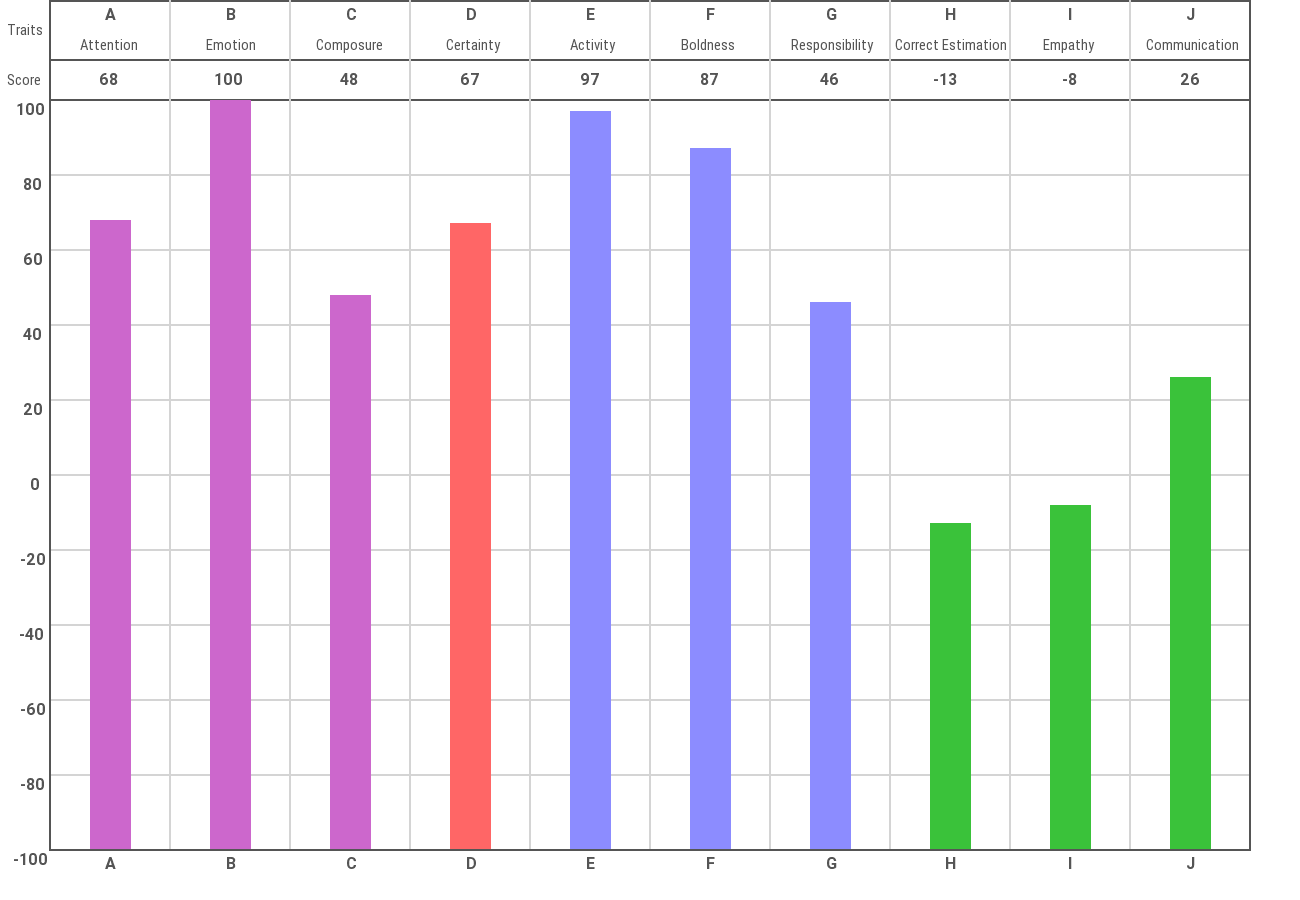 A B C D E F G H I J
Traits
Attention Emotion Composure Certainty Activity Boldness Responsibility Correct Estimation Empathy Communication
Score 68 100 48 67 97 87 46 -13 -8 26
100
80
60
40
20
0
-20
-40
-60
-80
-100
A B C D E F G H I J